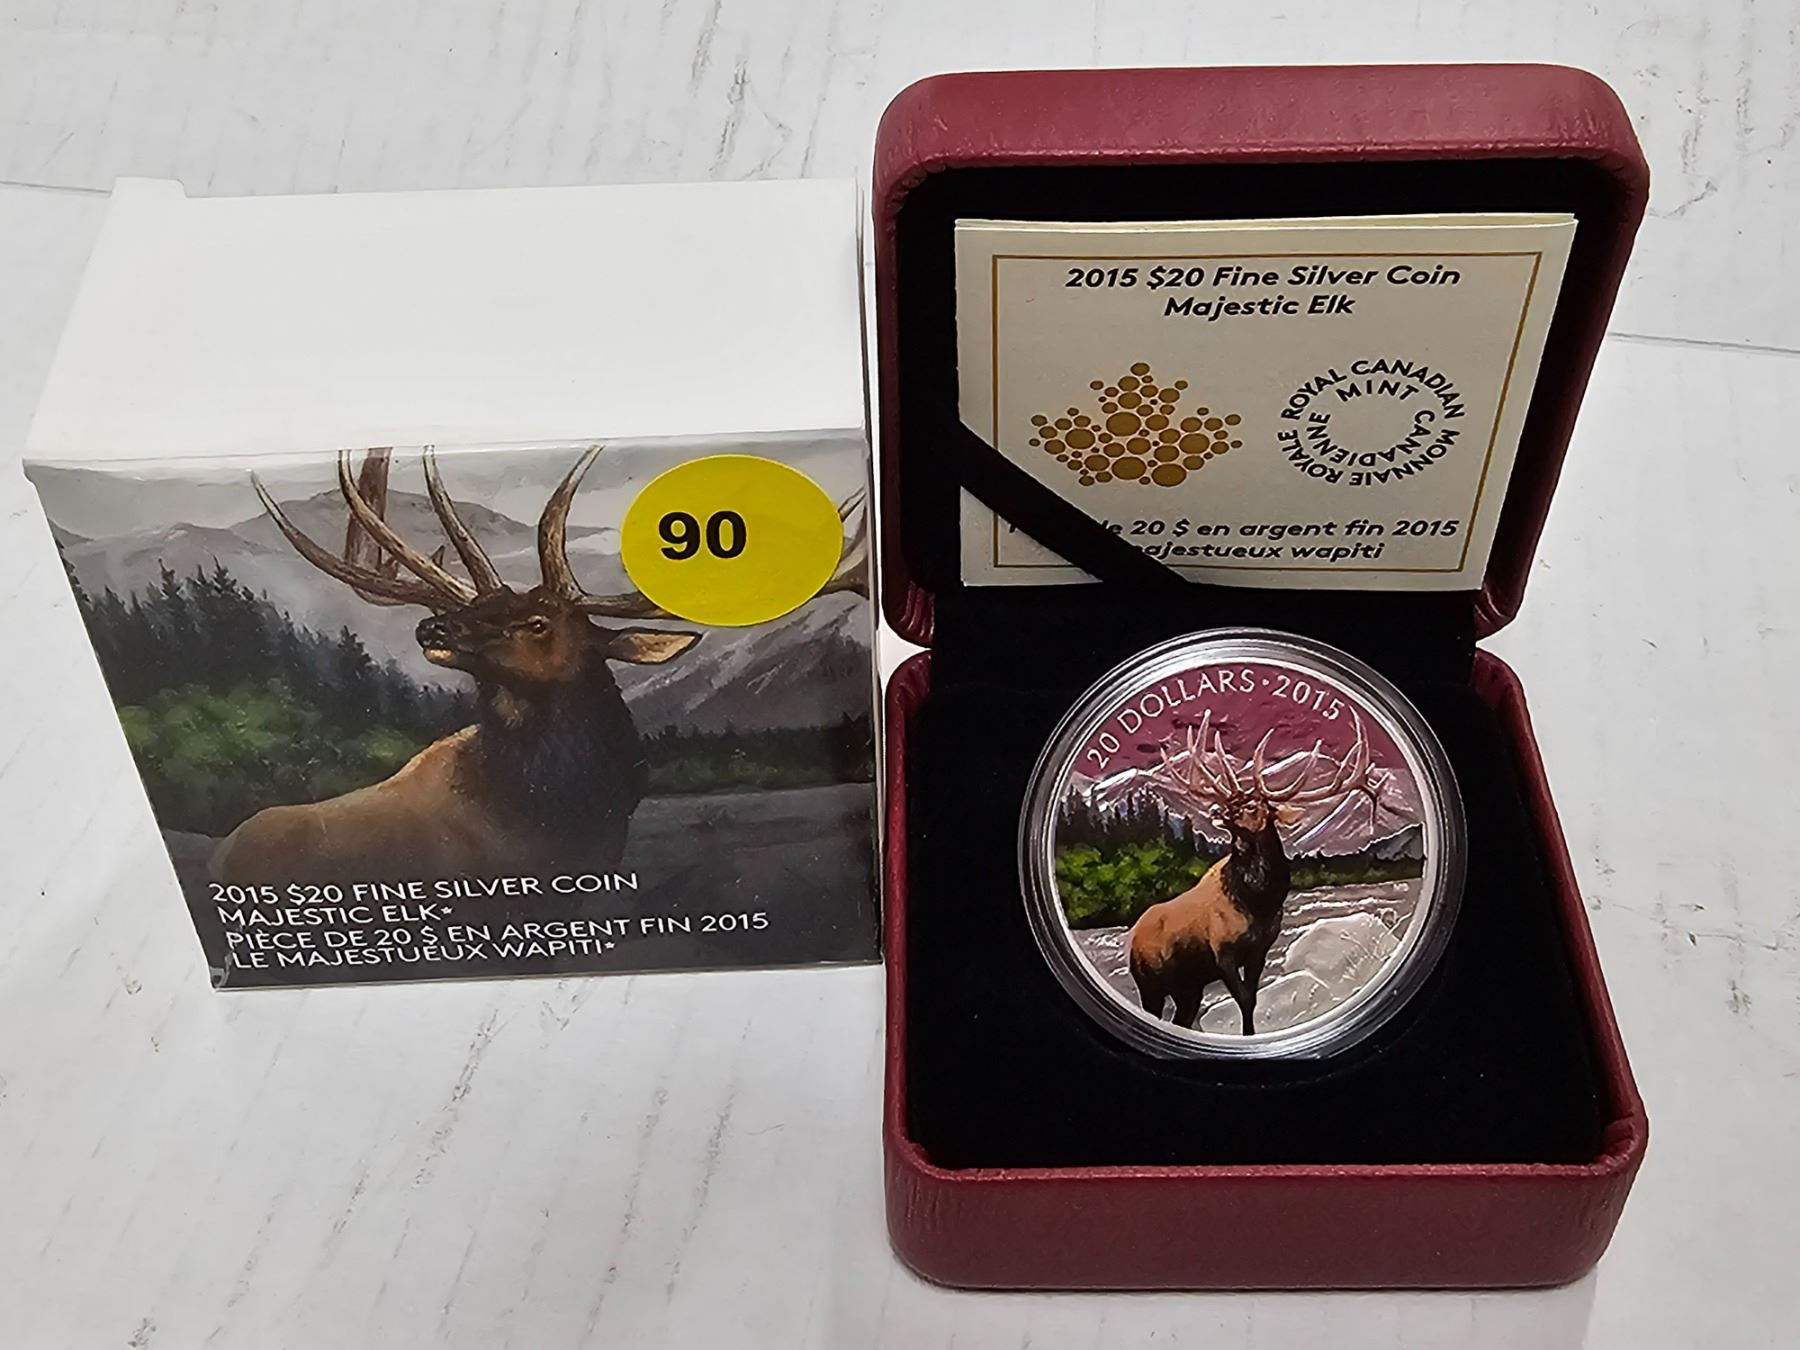 90
2015 $20 FINE SILVER COIN
MAJESTIC ELK*
PIÈCE DE 20 $ EN ARGENT FIN 2015
LE MAJESTUEUX WAPITI*
2015 $20 Fine Silver Coin
Majestic Elk
ROYAL CANADIAN
MINT
MONNAIE ROYALE
CANADIENNE
20 $ en argent fin 2015
wapiti
20 DOLLARS · 2015